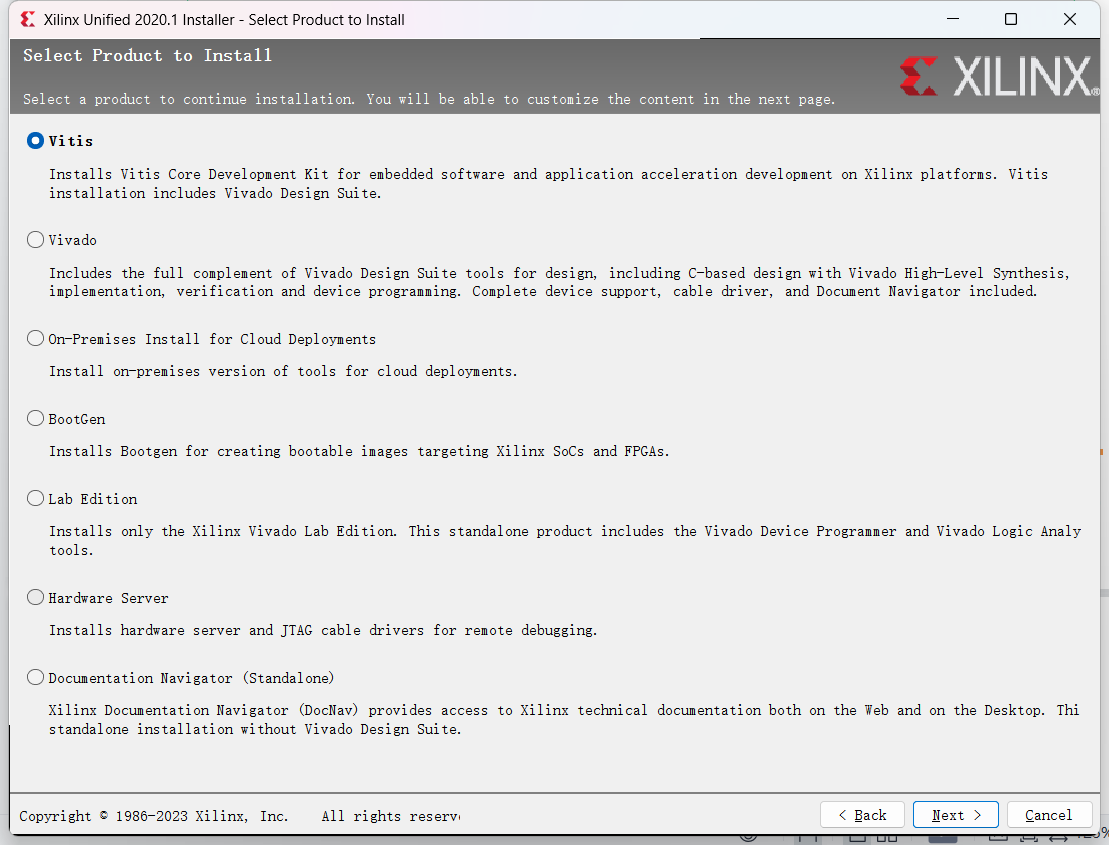 Xilinx Unified 2020.1 Installer - Select Product to Install
Select Product to Install
XILINX®
Select a product to continue installation. You will be able to customize the content in the next page.
Vitis
Installs Vitis Core Development Kit for embedded software and application acceleration development on Xilinx platforms. Vitis
installation includes Vivado Design Suite.
Vivado
Includes the full complement of Vivado Design Suite tools for design, including C-based design with Vivado High-Level Synthesis,
implementation, verification and device programming. Complete device support, cable driver, and Document Navigator included.
On-Premises Install for Cloud Deployments
Install on-premises version of tools for cloud deployments.
BootGen
Installs Bootgen for creating bootable images targeting Xilinx SoCs and FPGAs.
Lab Edition
Installs only the Xilinx Vivado Lab Edition. This standalone product includes the Vivado Device Programmer and Vivado Logic Analy
tools.
Hardware Server
Installs hardware server and JTAG cable drivers for remote debugging.
Documentation Navigator (Standalone)
Xilinx Documentation Navigator (DocNav) provides access to Xilinx technical documentation both on the Web and on the Desktop. Thi
standalone installation without Vivado Design Suite.
Copyright © 1986-2023 Xilinx, Inc. All rights reserv
< Back
Next >
Cancel